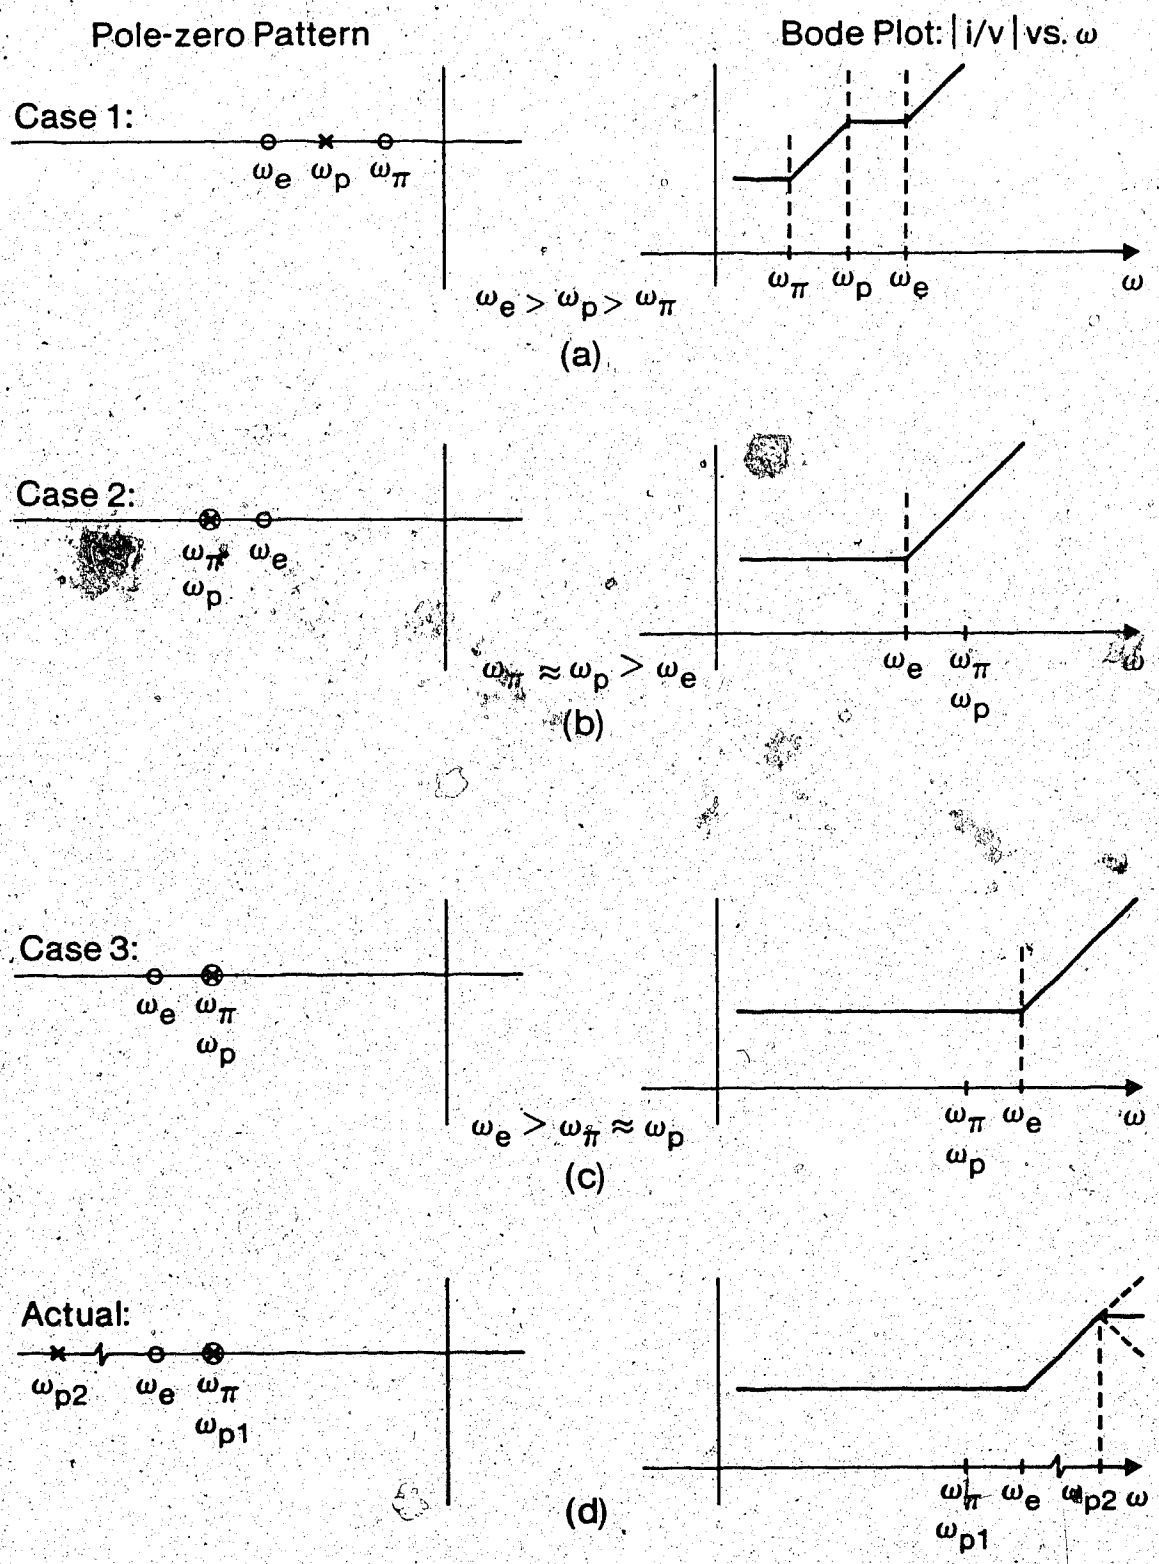 Pole-zero Pattern
Bode Plot: |i/v| vs. ω
Case 1:
ωe ωp ωπ
ωπ ωp ωe ω
ωe > ωp > ωπ
(a)
Case 2:
ωπ ωe
ωp
ωe ωπ ω
ωp
ωπ ≈ ωp > ωe
(b)
Case 3:
ωe ωπ
ωp
ωπ ωe ω
ωp
ωe > ωπ ≈ ωp
(c)
Actual:
ωp2 ωe ωπ
ωp1
ωπ ωe ωp2 ω
ωp1
(d)